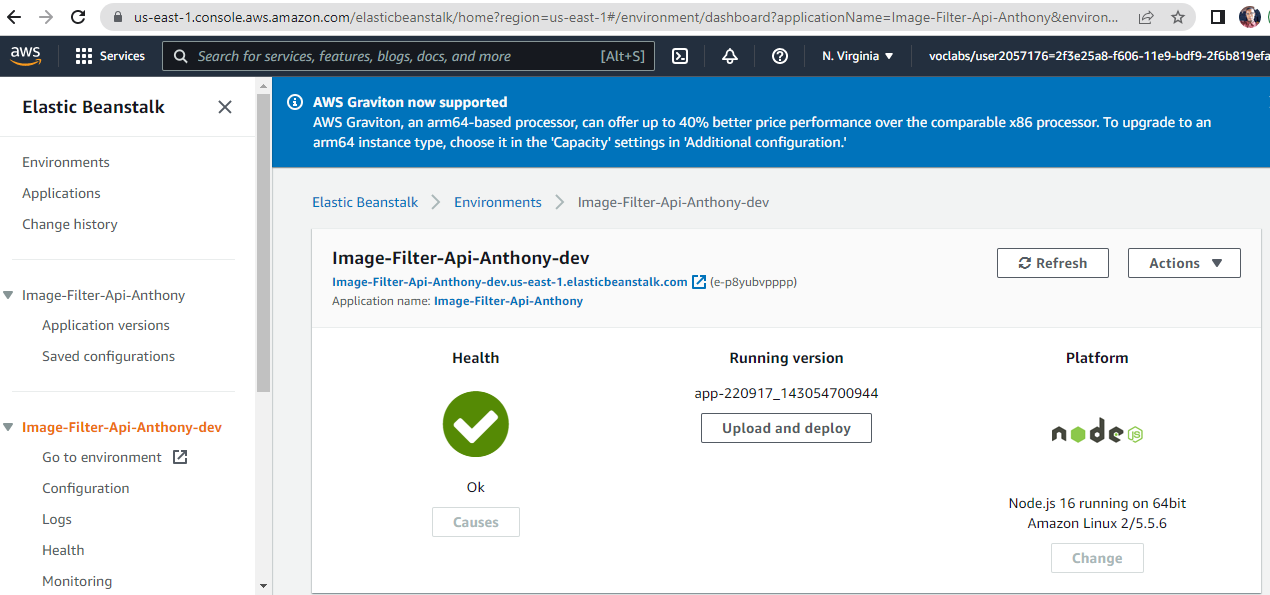 us-east-1.console.aws.amazon.com/elasticbeanstalk/home?region=us-east-1#/environment/dashboard?applicationName=Image-Filter-Api-Anthony&environ...
aws
Services
Search for services, features, blogs, docs, and more
[Alt+S]
N. Virginia
voclabs/user2057176=2f3e25a8-f606-11e9-bdf9-2f6b819efa
Elastic Beanstalk
Environments
Applications
Change history
Image-Filter-Api-Anthony
Application versions
Saved configurations
Image-Filter-Api-Anthony-dev
Go to environment
Configuration
Logs
Health
Monitoring
AWS Graviton now supported
AWS Graviton, an arm64-based processor, can offer up to 40% better price performance over the comparable x86 processor. To upgrade to an
arm64 instance type, choose it in the 'Capacity' settings in 'Additional configuration.'
Elastic Beanstalk
Environments
Image-Filter-Api-Anthony-dev
Image-Filter-Api-Anthony-dev
Image-Filter-Api-Anthony-dev.us-east-1.elasticbeanstalk.com (e-p8yubvpppp)
Application name: Image-Filter-Api-Anthony
Refresh
Actions
Health
Ok
Causes
Running version
app-220917_143054700944
Upload and deploy
Platform
node JS
Node.js 16 running on 64bit
Amazon Linux 2/5.5.6
Change